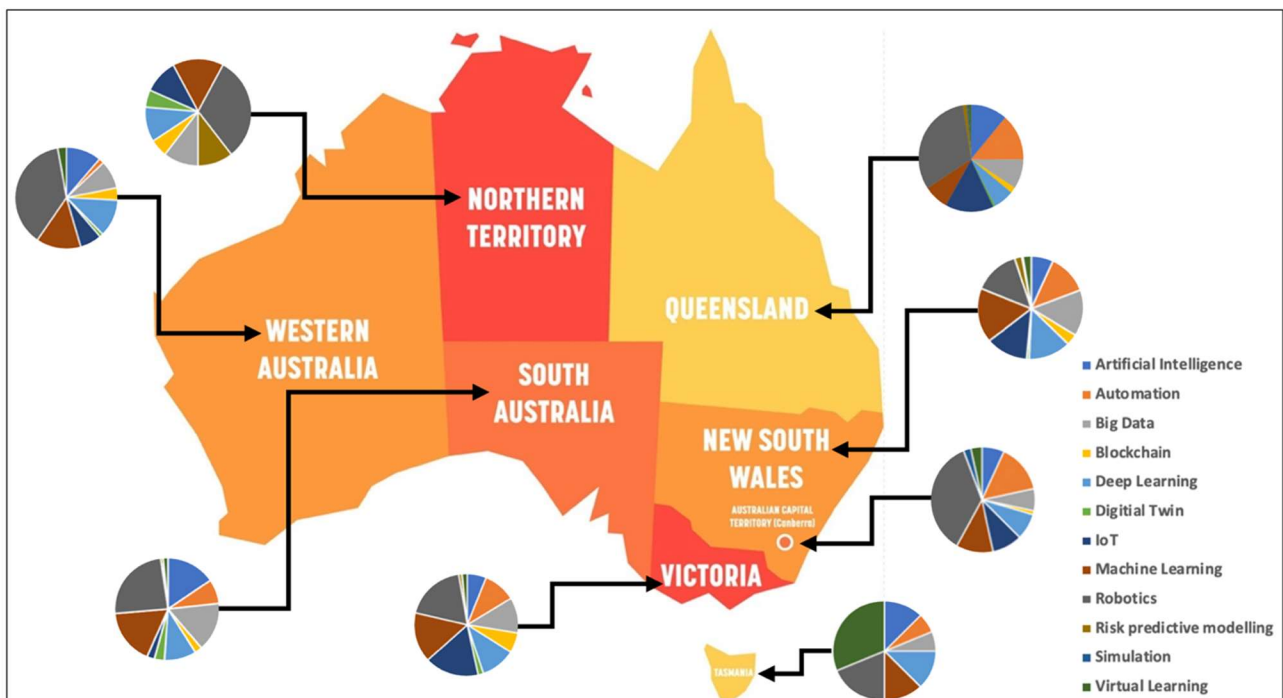 NORTHERN
TERRITORY
QUEENSLAND
WESTERN
AUSTRALIA
SOUTH
AUSTRALIA
NEW SOUTH
WALES
AUSTRALIAN CAPITAL
TERRITORY (Canberra)
VICTORIA
TASMANIA
Artificial Intelligence
Automation
Big Data
Blockchain
Deep Learning
Digitial Twin
IoT
Machine Learning
Robotics
Risk predictive modelling
Simulation
Virtual Learning